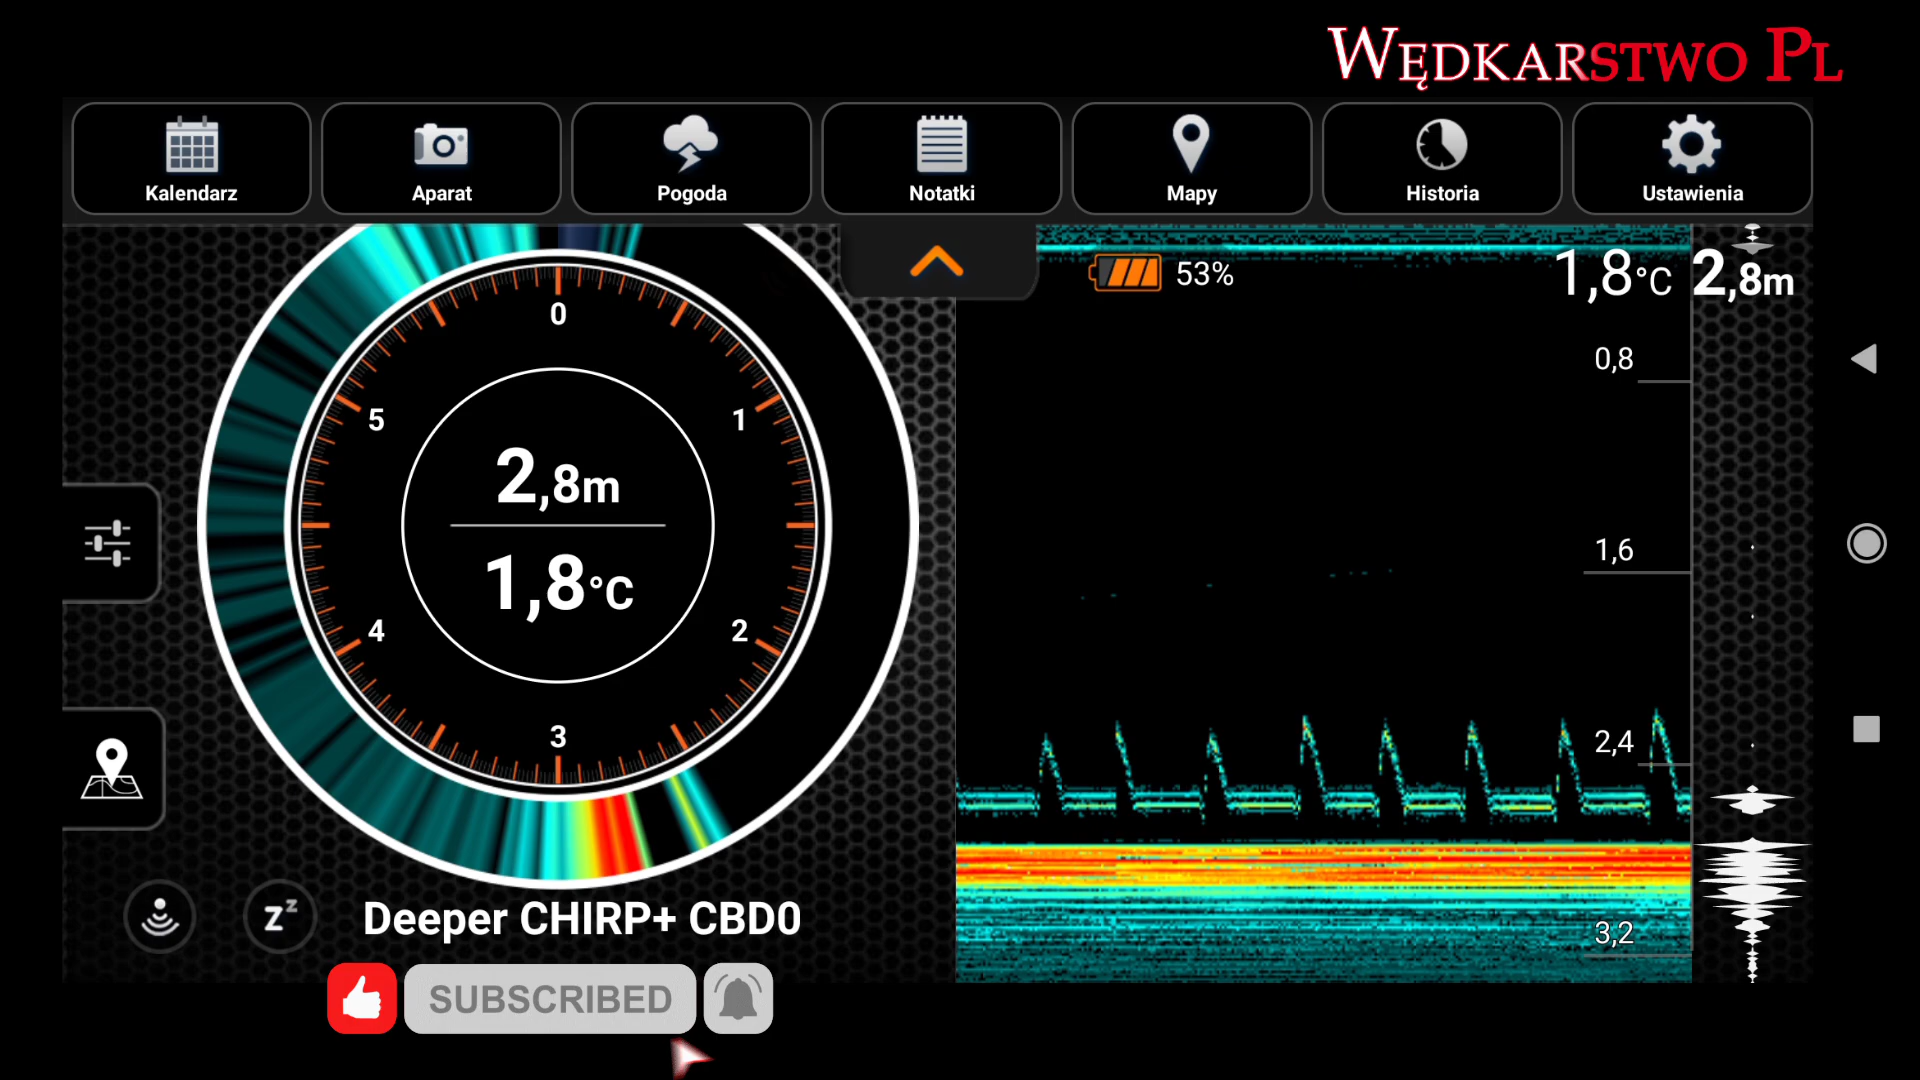 WĘDKARSTWO PL
Kalendarz
Aparat
Pogoda
Notatki
Mapy
Historia
Ustawienia
53%
1,8°C
2,8m
0
1
2
3
4
5
2,8m
1,8°C
0,8
1,6
2,4
3,2
zz
Deeper CHIRP+ CBD0
SUBSCRIBED